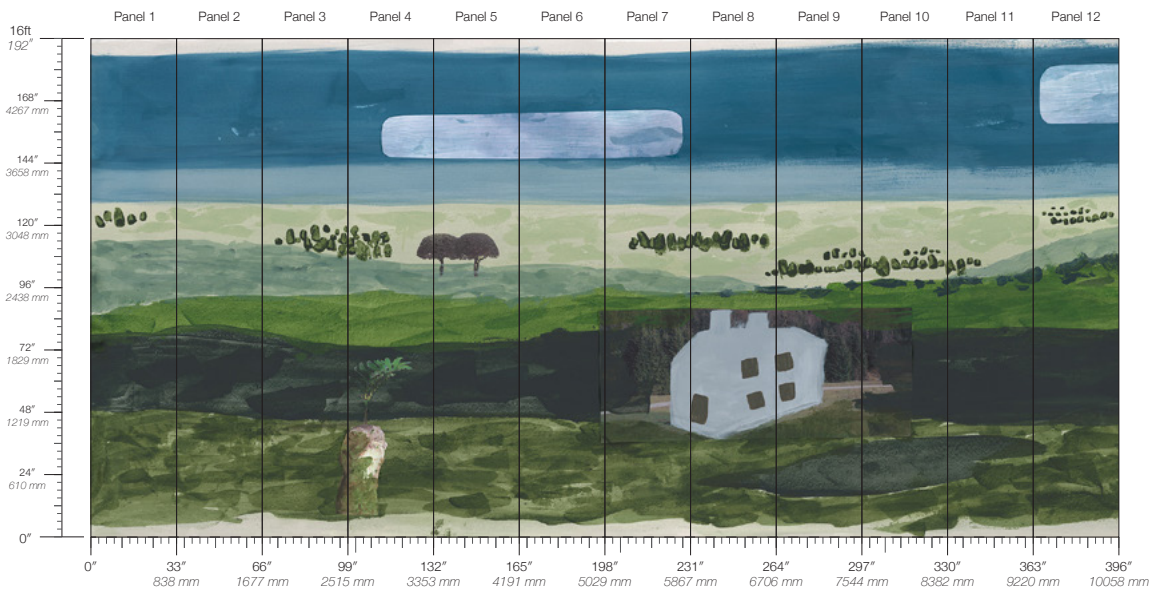 Panel 1 Panel 2 Panel 3 Panel 4 Panel 5 Panel 6 Panel 7 Panel 8 Panel 9 Panel 10 Panel 11 Panel 12
16ft
192″
168″
4267 mm
144″
3658 mm
120″
3048 mm
96″
2438 mm
72″
1829 mm
48″
1219 mm
24″
610 mm
0″
0″ 33″ 66″ 99″ 132″ 165″ 198″ 231″ 264″ 297″ 330″ 363″ 396″
838 mm 1677 mm 2515 mm 3353 mm 4191 mm 5029 mm 5867 mm 6706 mm 7544 mm 8382 mm 9220 mm 10058 mm